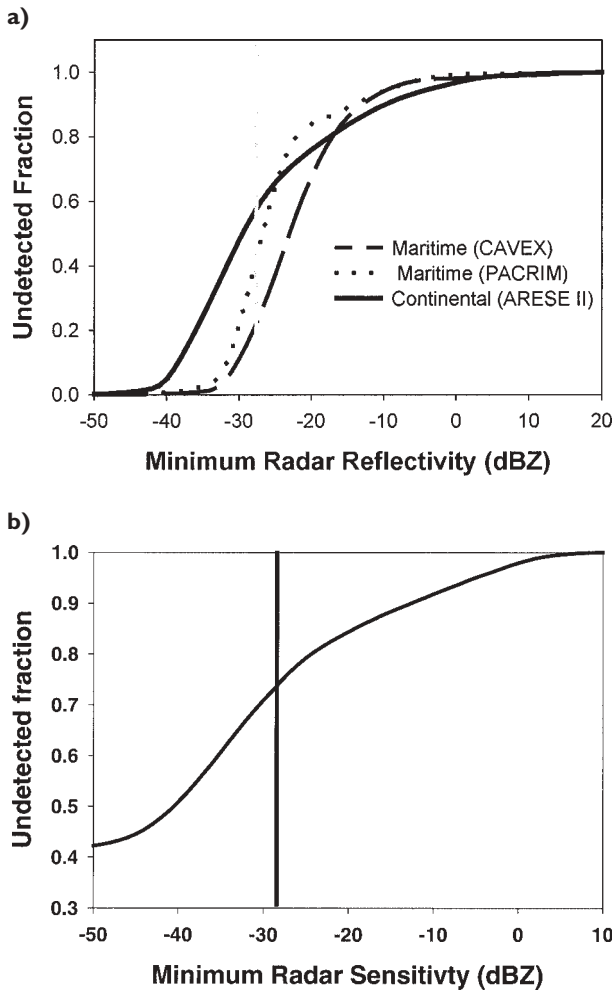 a)
1.0
0.8
0.6
0.4
0.2
0.0
Undetected Fraction
Maritime (CAVEX)
Maritime (PACRIM)
Continental (ARESE II)
-50 -40 -30 -20 -10 0 10 20
Minimum Radar Reflectivity (dBZ)
b)
1.0
0.9
0.8
0.7
0.6
0.5
0.4
0.3
Undetected fraction
-50 -40 -30 -20 -10 0 10
Minimum Radar Sensitivty (dBZ)